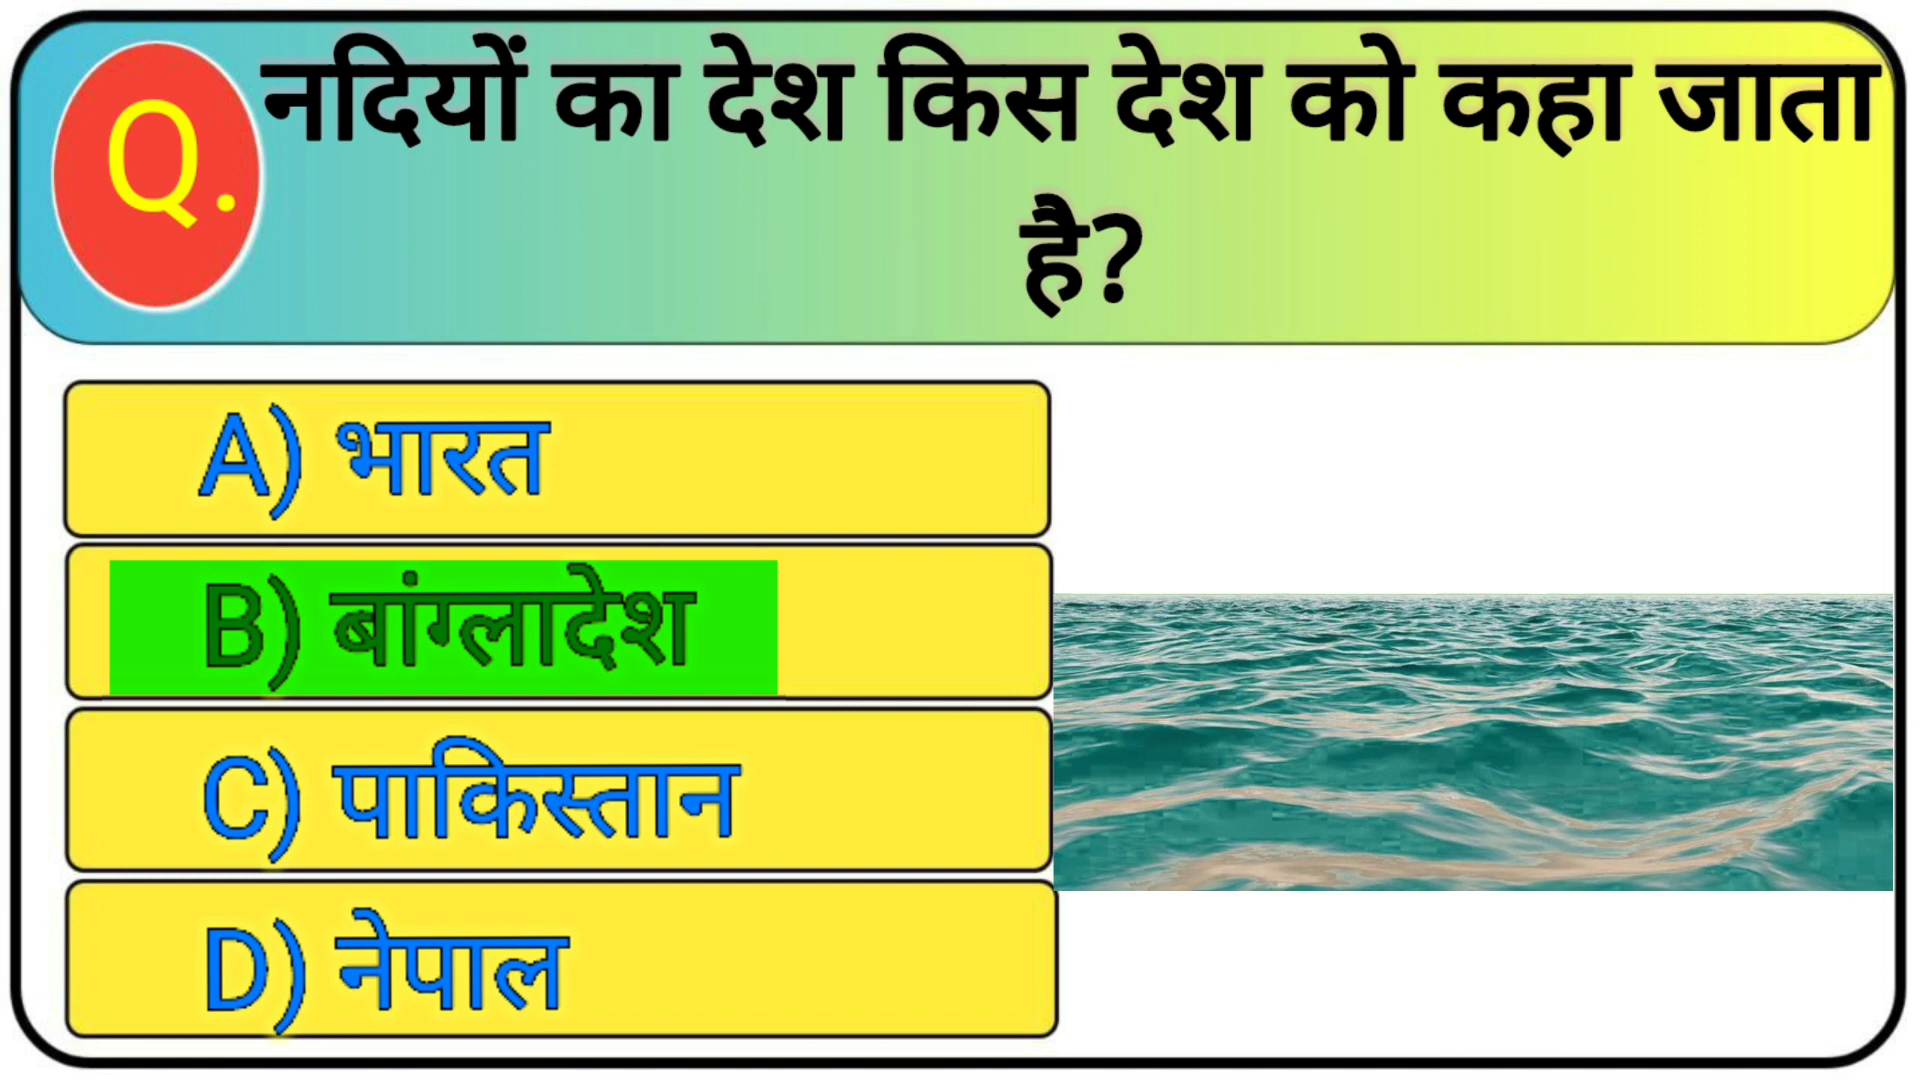 Q. नदियों का देश किस देश को कहा जाता
है?
A) भारत
B) बांग्लादेश
C) पाकिस्तान
D) नेपाल